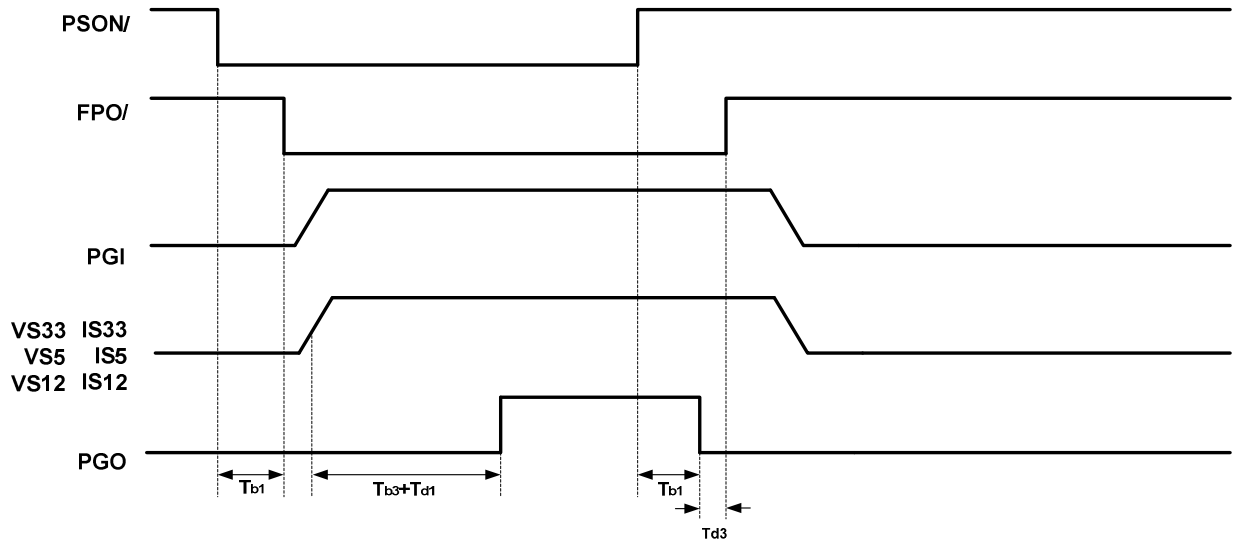 PSON/
FPO/
PGI
VS33 IS33
VS5 IS5
VS12 IS12
PGO
Tb1
Tb3+Td1
Tb1
Td3